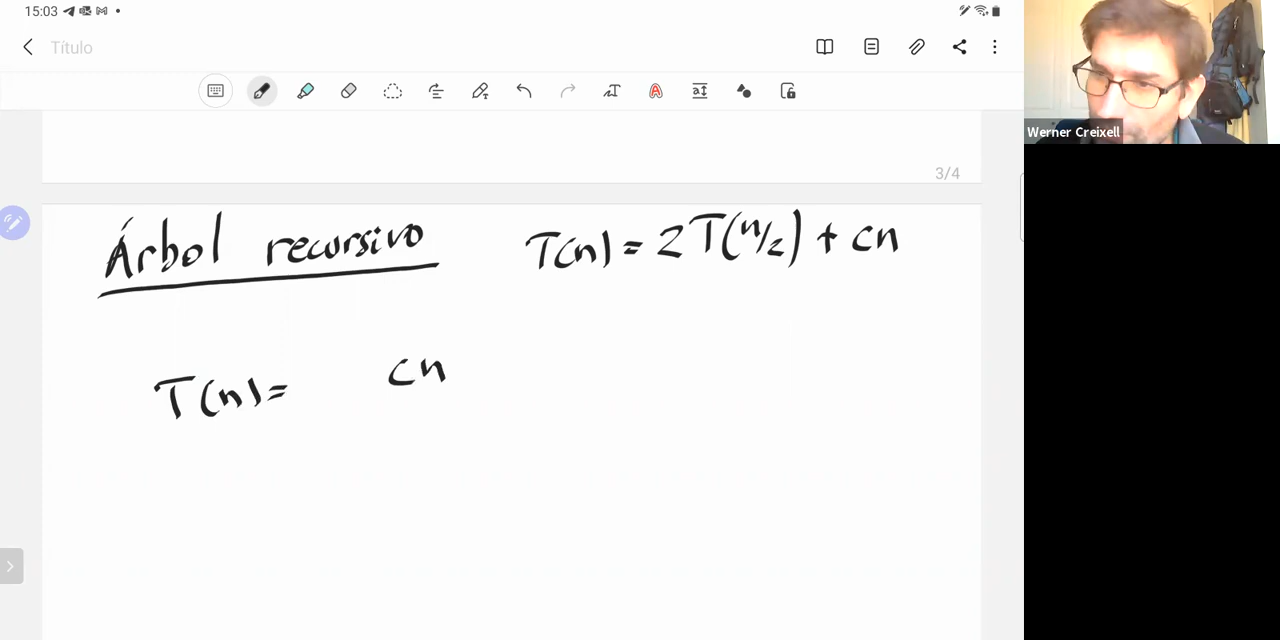 15:03
Título
Werner Creixell
3/4
Árbol recursivo T(n) = 2T(n/2) + cn
T(n) = cn